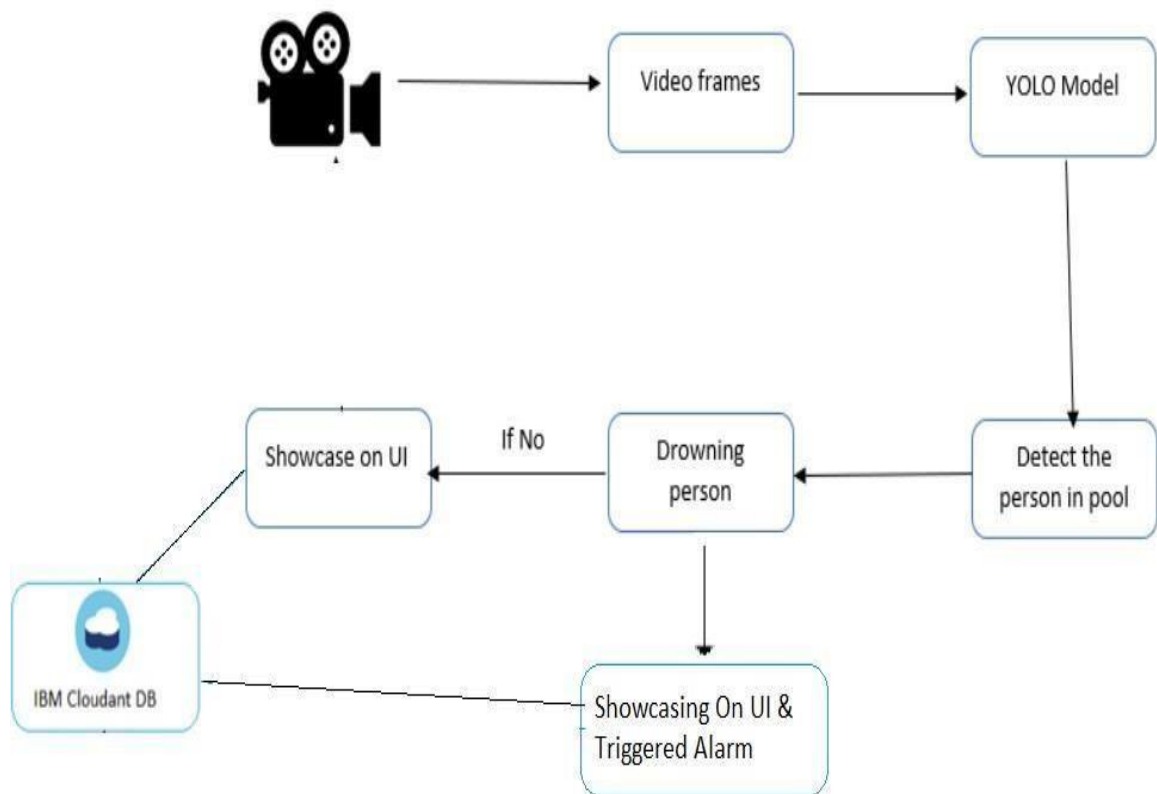 Video frames
YOLO Model
Showcase on UI
If No
Drowning
person
Detect the
person in pool
IBM Cloudant DB
Showcasing On UI &
Triggered Alarm